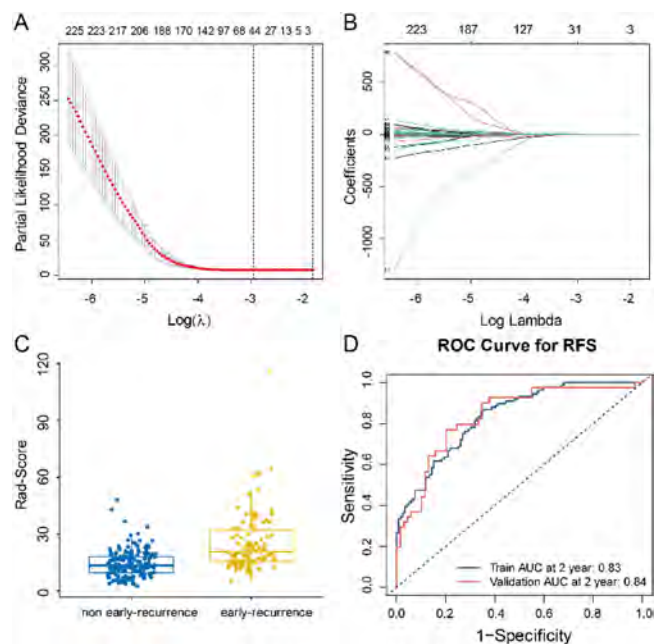 A
225 223 217 206 188 170 142 97 68 44 27 13 5 3
Partial Likelihood Deviance
300
250
200
150
100
50
0
-6 -5 -4 -3 -2
Log(λ)
B
223 187 127 31 3
Coefficients
500
0
-500
-1000
-6 -5 -4 -3 -2
Log Lambda
C
Rad-Score
120
90
60
30
0
non early-recurrence early-recurrence
D
ROC Curve for RFS
Sensitivity
1.0
0.8
0.6
0.4
0.2
0.0
Train AUC at 2 year: 0.83
Validation AUC at 2 year: 0.84
0.0 0.2 0.4 0.6 0.8 1.0
1-Specificity